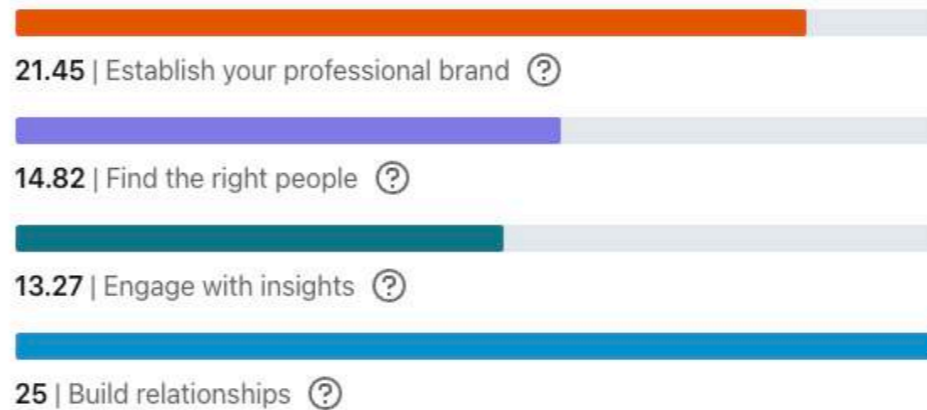 21.45 | Establish your professional brand ?
14.82 | Find the right people ?
13.27 | Engage with insights ?
25 | Build relationships ?